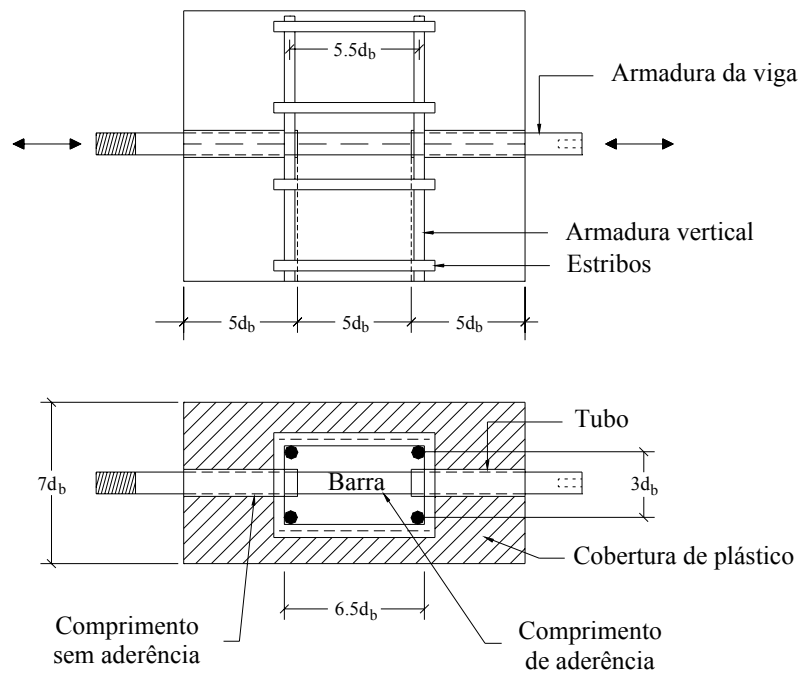 5.5d_b
Armadura da viga
Armadura vertical
Estribos
5d_b
5d_b
5d_b
Tubo
7d_b
Barra
3d_b
Cobertura de plástico
6.5d_b
Comprimento
sem aderência
Comprimento
de aderência